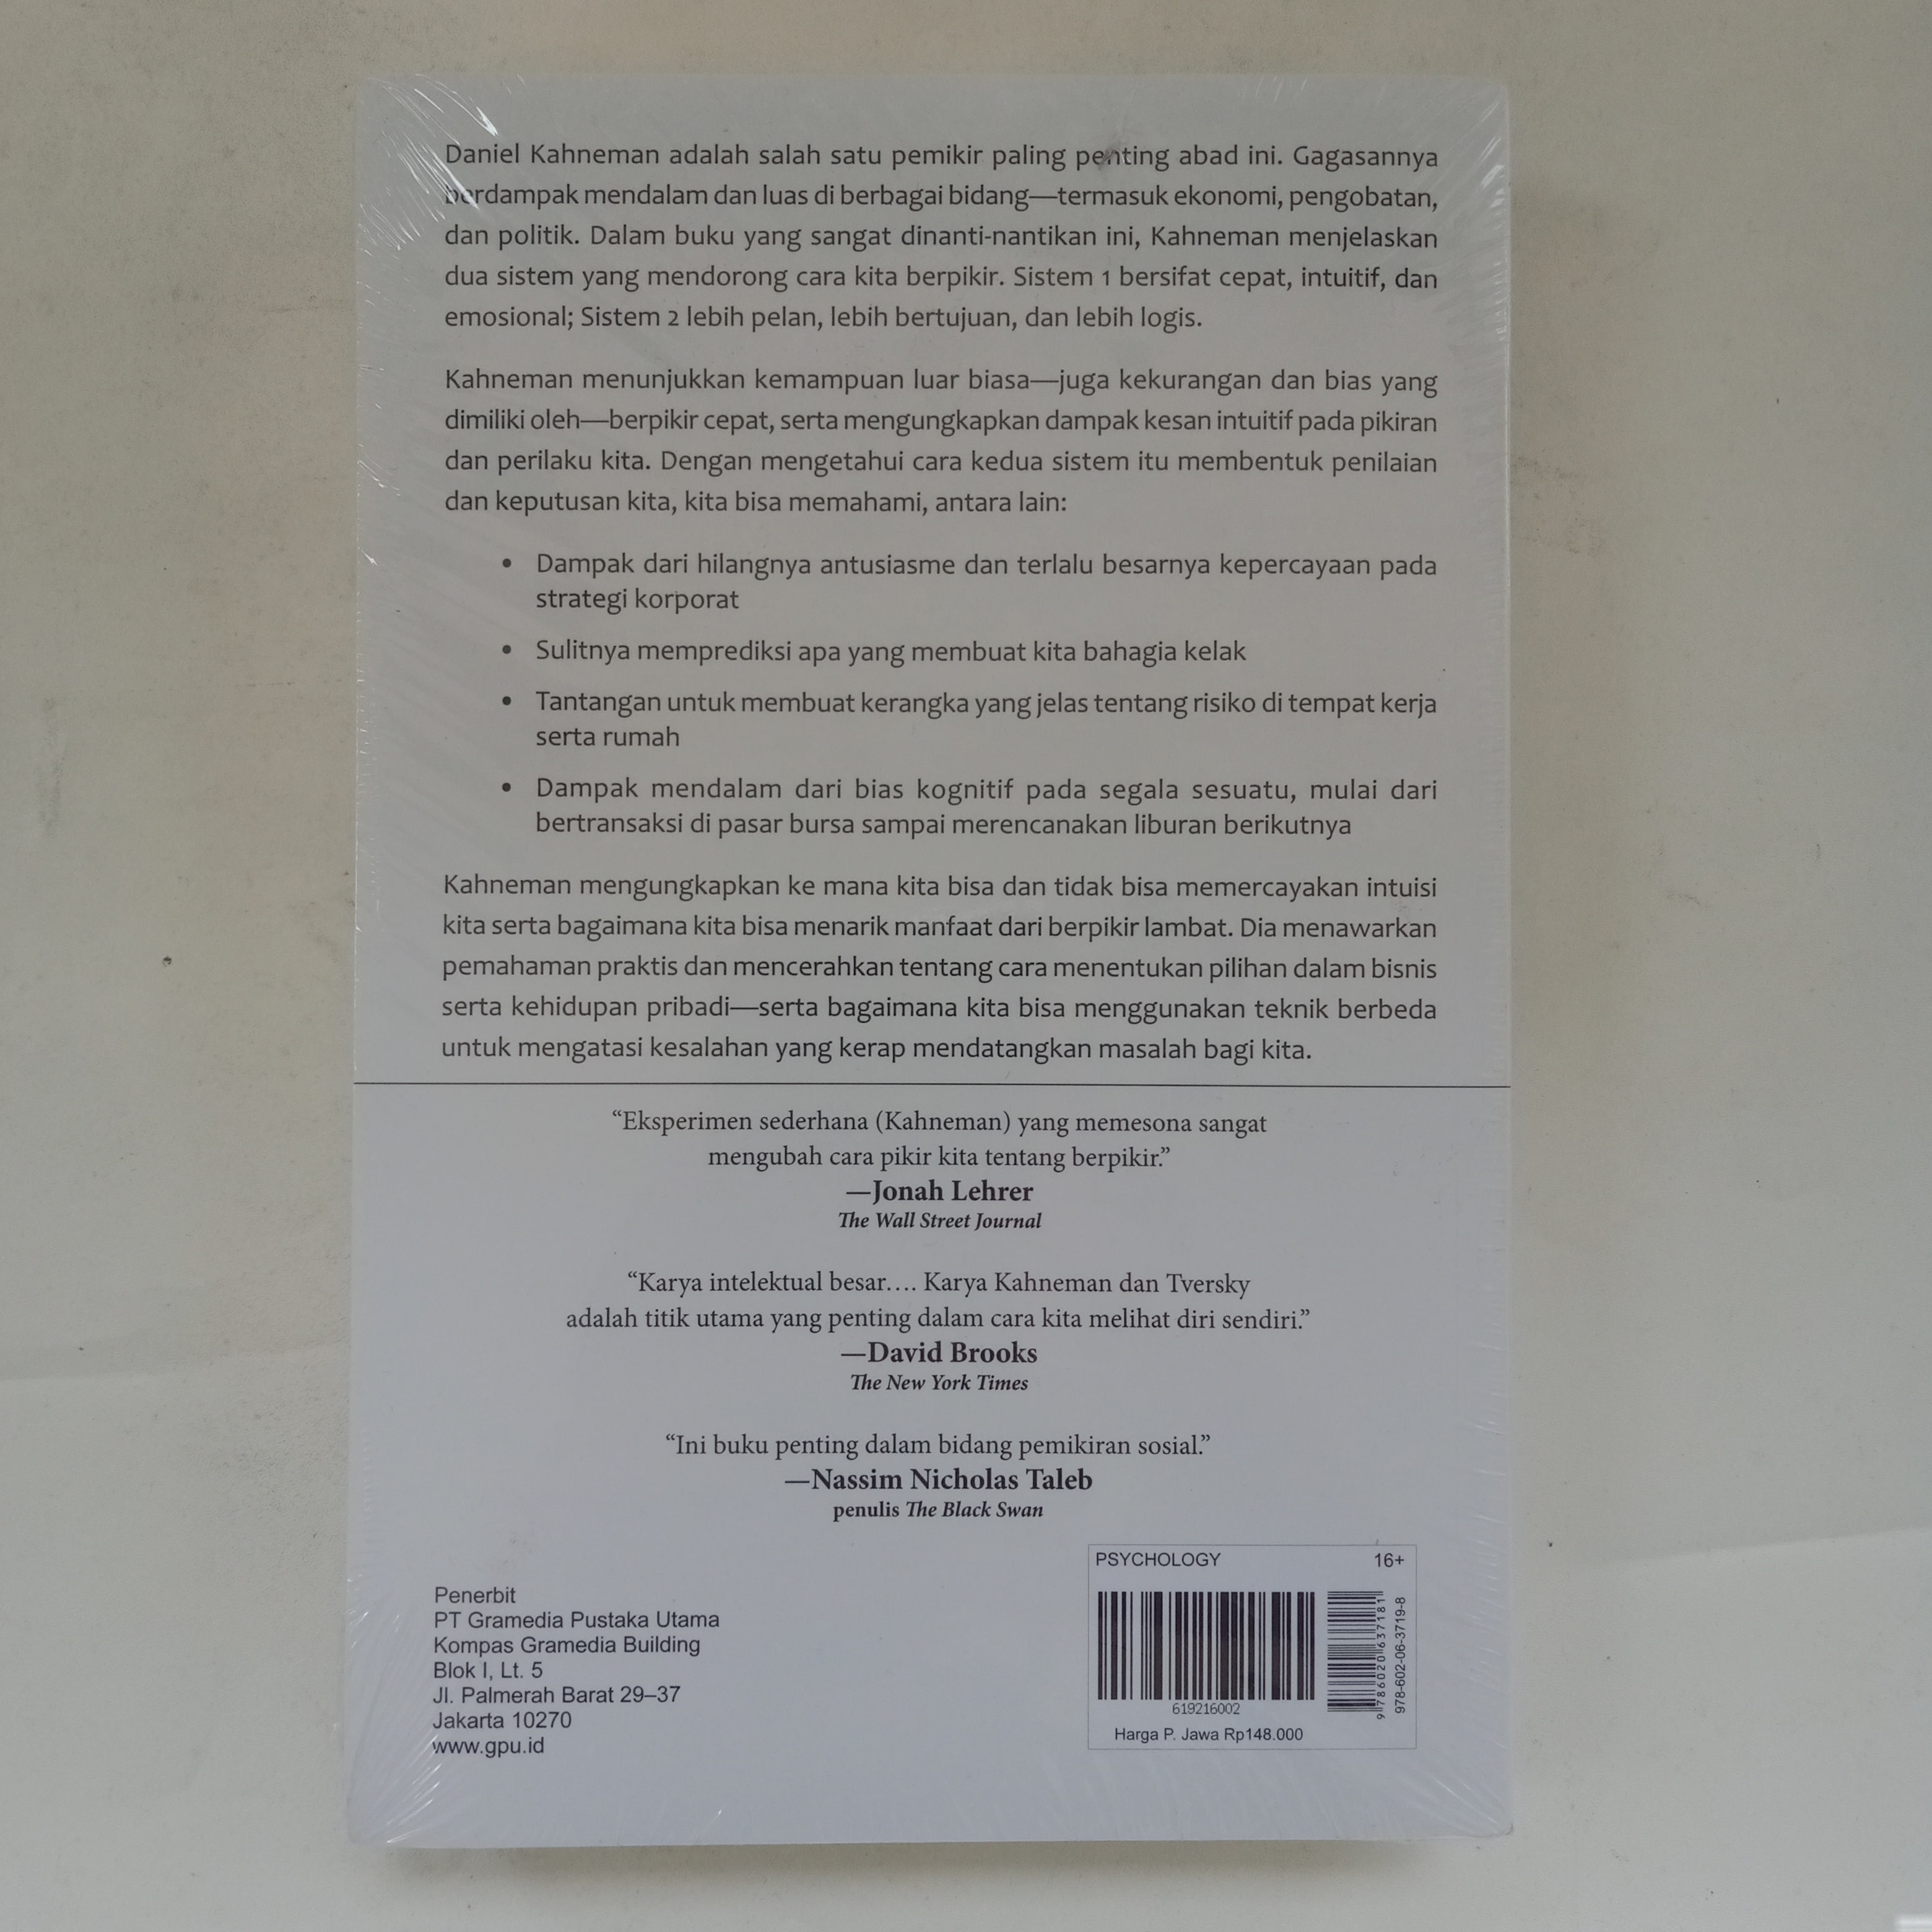 Daniel Kahneman adalah salah satu pemikir paling penting abad ini. Gagasannya
berdampak mendalam dan luas di berbagai bidang—termasuk ekonomi, pengobatan,
dan politik. Dalam buku yang sangat dinanti-nantikan ini, Kahneman menjelaskan
dua sistem yang mendorong cara kita berpikir. Sistem 1 bersifat cepat, intuitif, dan
emosional; Sistem 2 lebih pelan, lebih bertujuan, dan lebih logis.
Kahneman menunjukkan kemampuan luar biasa—juga kekurangan dan bias yang
dimiliki oleh—berpikir cepat, serta mengungkapkan dampak kesan intuitif pada pikiran
dan perilaku kita. Dengan mengetahui cara kedua sistem itu membentuk penilaian
dan keputusan kita, kita bisa memahami, antara lain:
• Dampak dari hilangnya antusiasme dan terlalu besarnya kepercayaan pada
strategi korporat
• Sulitnya memprediksi apa yang membuat kita bahagia kelak
• Tantangan untuk membuat kerangka yang jelas tentang risiko di tempat kerja
serta rumah
• Dampak mendalam dari bias kognitif pada segala sesuatu, mulai dari
bertransaksi di pasar bursa sampai merencanakan liburan berikutnya
Kahneman mengungkapkan ke mana kita bisa dan tidak bisa memercayakan intuisi
kita serta bagaimana kita bisa menarik manfaat dari berpikir lambat. Dia menawarkan
pemahaman praktis dan mencerahkan tentang cara menentukan pilihan dalam bisnis
serta kehidupan pribadi—serta bagaimana kita bisa menggunakan teknik berbeda
untuk mengatasi kesalahan yang kerap mendatangkan masalah bagi kita.
“Eksperimen sederhana (Kahneman) yang memesona sangat
mengubah cara pikir kita tentang berpikir.”
—Jonah Lehrer
The Wall Street Journal
“Karya intelektual besar…. Karya Kahneman dan Tversky
adalah titik utama yang penting dalam cara kita melihat diri sendiri.”
—David Brooks
The New York Times
“Ini buku penting dalam bidang pemikiran sosial.”
—Nassim Nicholas Taleb
penulis The Black Swan
Penerbit
PT Gramedia Pustaka Utama
Kompas Gramedia Building
Blok I, Lt. 5
Jl. Palmerah Barat 29–37
Jakarta 10270
www.gpu.id
PSYCHOLOGY 16+
619216002
Harga P. Jawa Rp148.000
9786020637181
978-602-06-3719-8